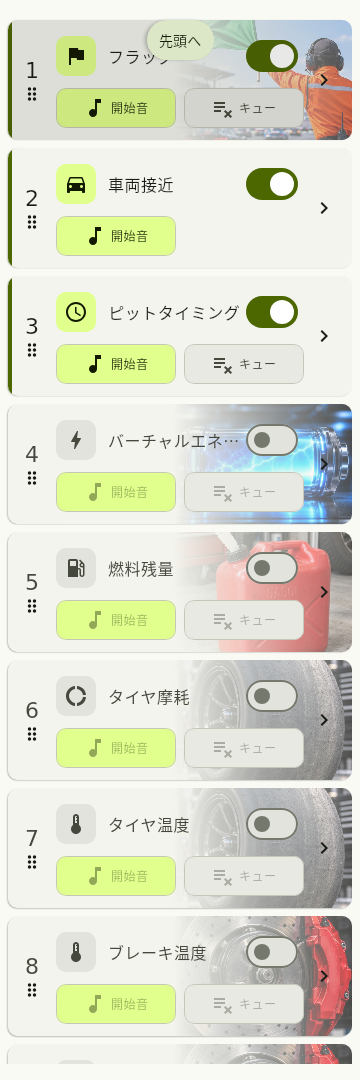 先頭へ
1
フラッグ
開始音
キュー
2
車両接近
開始音
3
ピットタイミング
開始音
キュー
4
バーチャルエネ…
開始音
キュー
5
燃料残量
開始音
キュー
6
タイヤ摩耗
開始音
キュー
7
タイヤ温度
開始音
キュー
8
ブレーキ温度
開始音
キュー